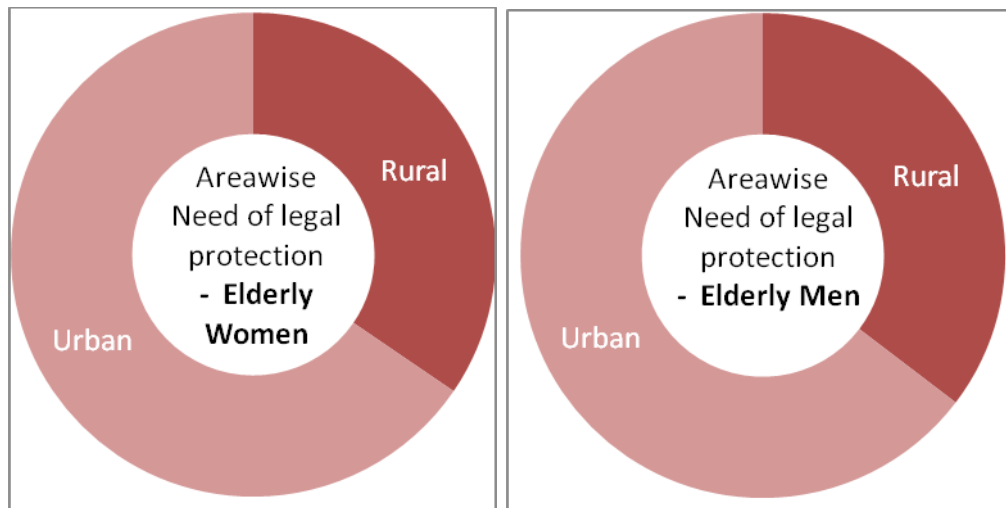 Rural
Areawise
Need of legal
protection
- Elderly
Women
Urban
Rural
Areawise
Need of legal
protection
- Elderly Men
Urban